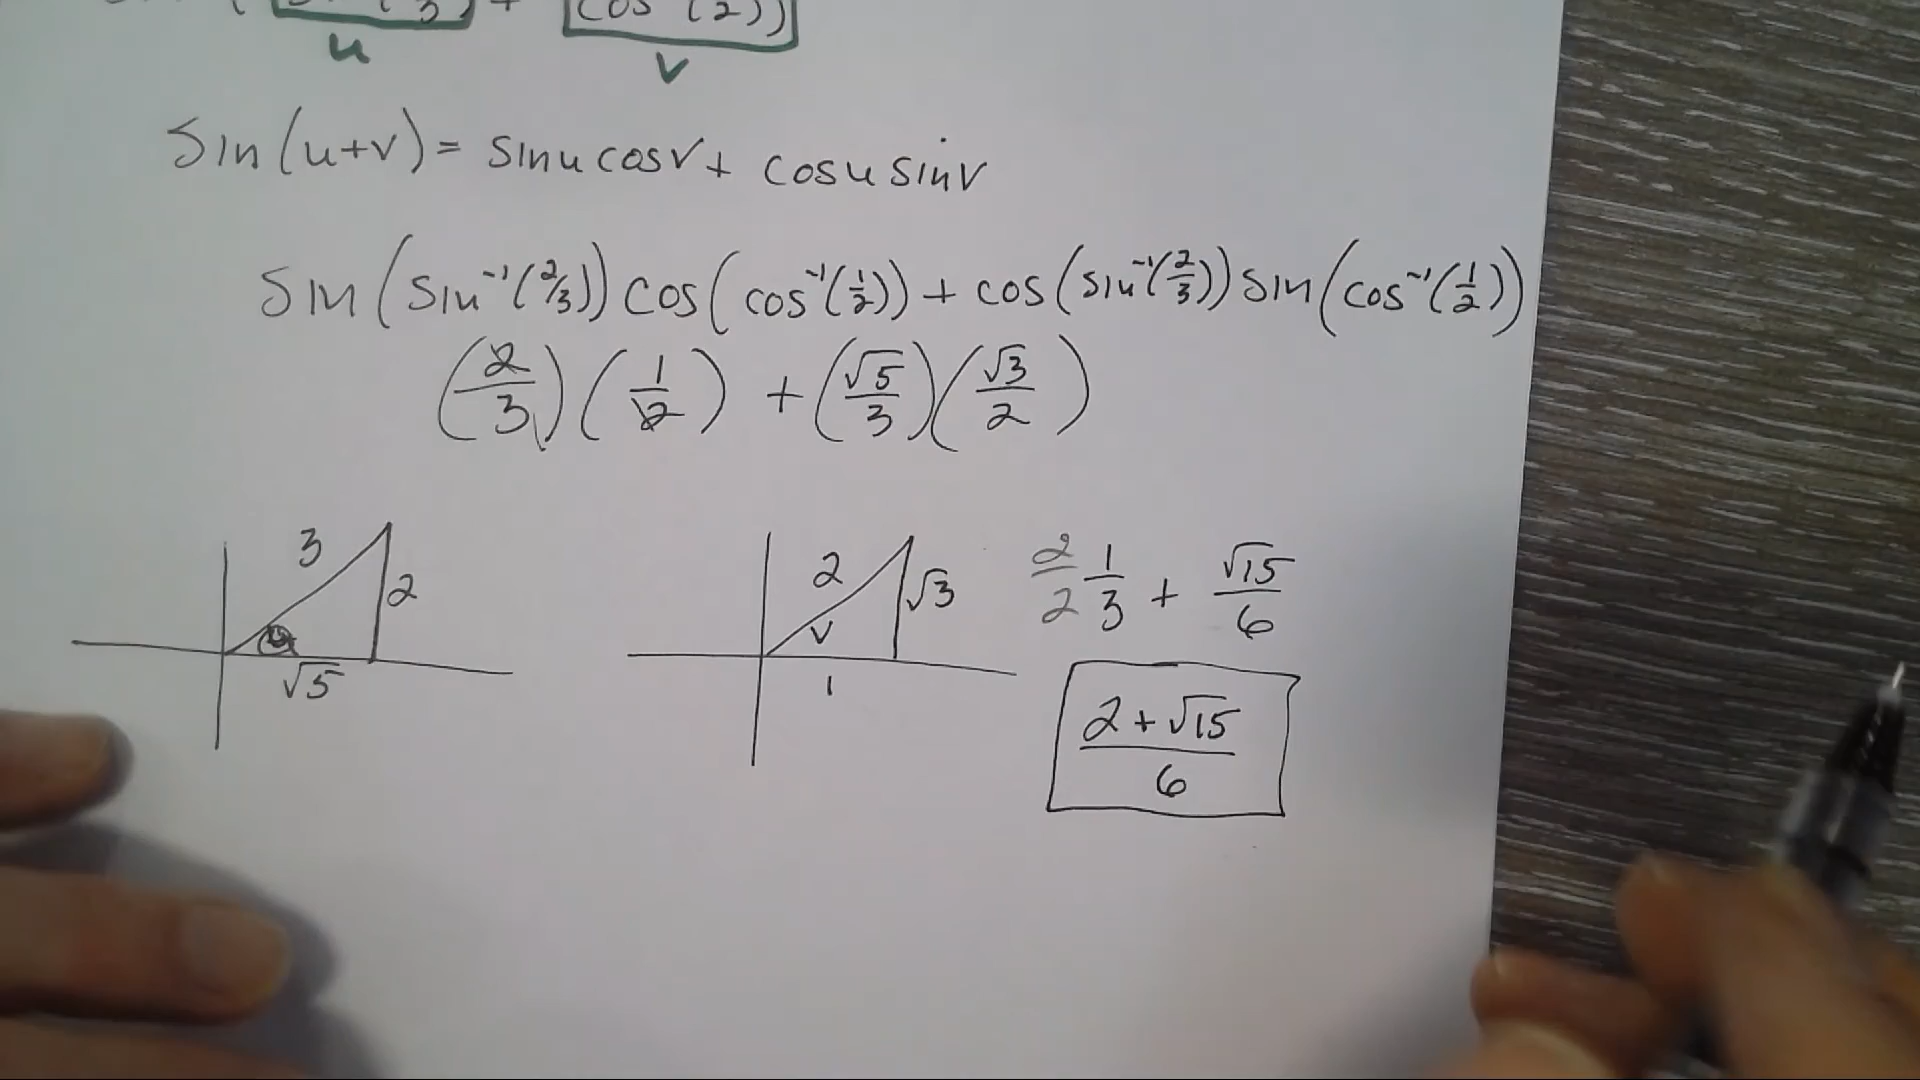 u
v
Sin(u+v) = sinu cosv + cosu sinv
Sin(sin⁻¹(2/3)) cos(cos⁻¹(1/2)) + cos(sin⁻¹(2/3)) sin(cos⁻¹(1/2))
(2/3)(1/2) + (√5/3)(√3/2)
3
2
√5
2
√3
v
1
2/2 1/3 + √15/6
(2+√15)/6